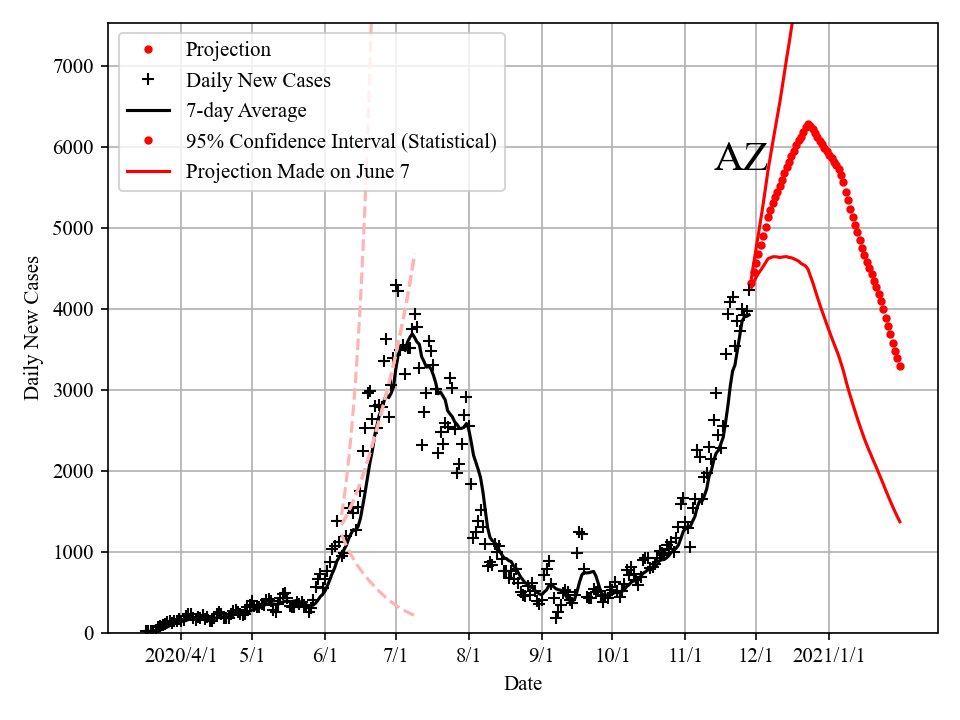 7000
6000
5000
4000
3000
2000
1000
0
Daily New Cases
Projection
Daily New Cases
7-day Average
95% Confidence Interval (Statistical)
Projection Made on June 7
AZ
2020/4/1 5/1 6/1 7/1 8/1 9/1 10/1 11/1 12/1 2021/1/1
Date